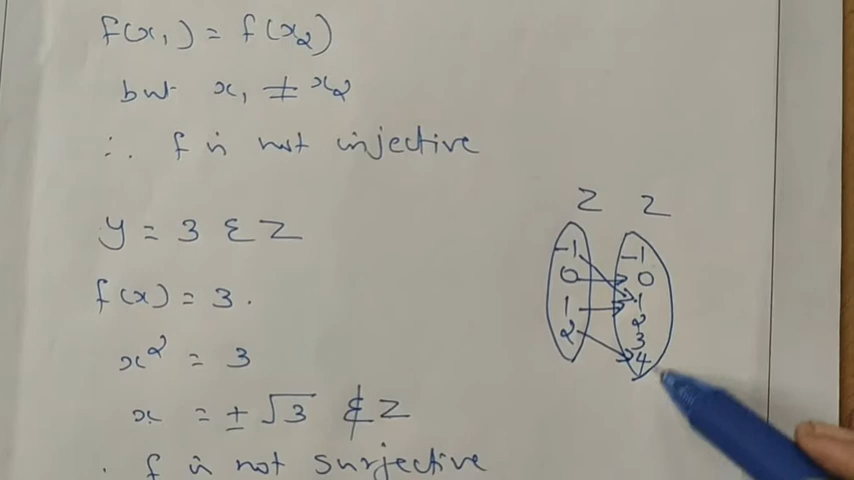 f(x₁) = f(x₂)
but x₁ ≠ x₂
∴ f is not injective
y = 3 ∈ Z
f(x) = 3.
x² = 3
x = ± √3 ∉ Z
. f is not surjective
Z Z
-1 -1
0 0
1 1
2 2
3
4